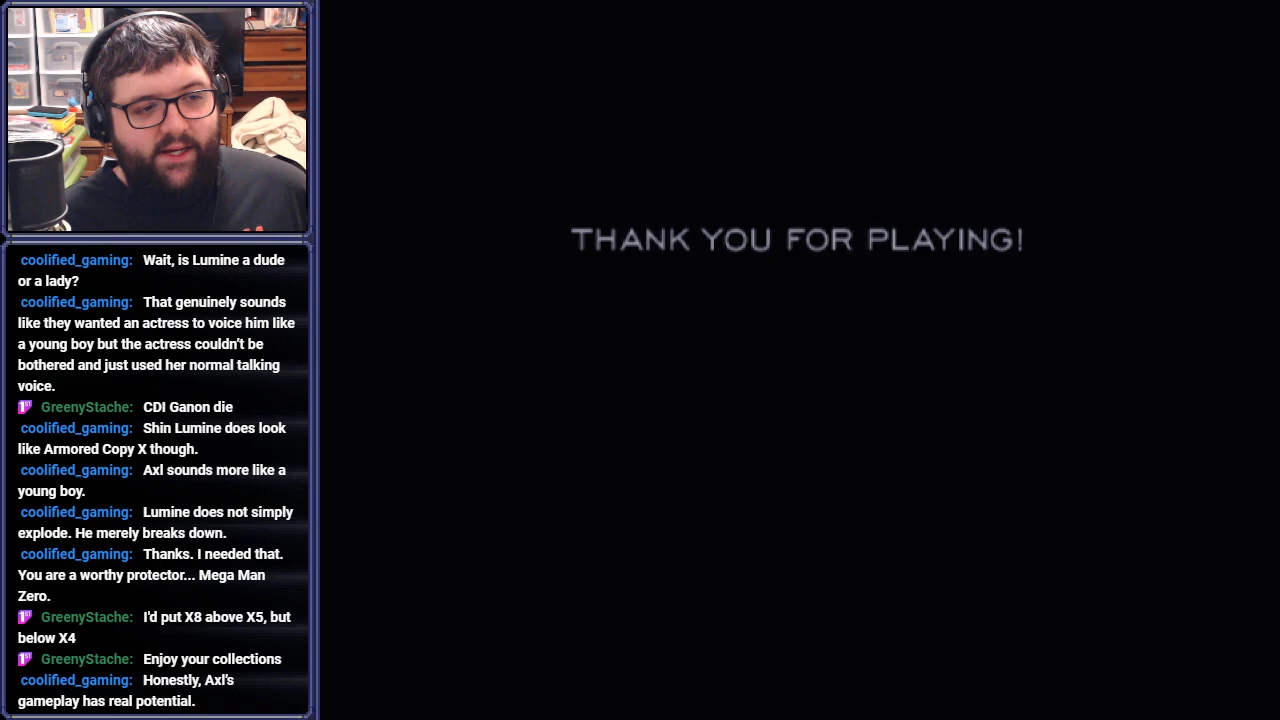 coolified_gaming: Wait, is Lumine a dude
or a lady?
coolified_gaming: That genuinely sounds
like they wanted an actress to voice him like
a young boy but the actress couldn't be
bothered and just used her normal talking
voice.
1ST GreenyStache: CDI Ganon die
coolified_gaming: Shin Lumine does look
like Armored Copy X though.
coolified_gaming: Axl sounds more like a
young boy.
coolified_gaming: Lumine does not simply
explode. He merely breaks down.
coolified_gaming: Thanks. I needed that.
You are a worthy protector... Mega Man
Zero.
1ST GreenyStache: I'd put X8 above X5, but
below X4
1ST GreenyStache: Enjoy your collections
coolified_gaming: Honestly, Axl's
gameplay has real potential.
THANK YOU FOR PLAYING!